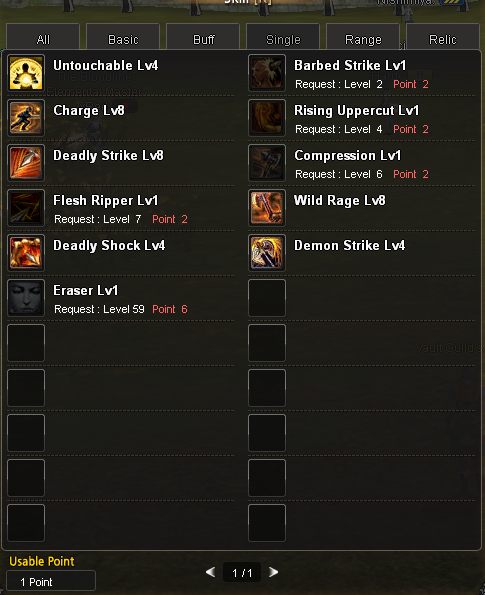 Skill [K]
Nishimiya
All Basic Buff Single Range Relic
Untouchable Lv4
Barbed Strike Lv1
Request : Level 2 Point 2
Charge Lv8
Rising Uppercut Lv1
Request : Level 4 Point 2
Deadly Strike Lv8
Compression Lv1
Request : Level 6 Point 2
Flesh Ripper Lv1
Request : Level 7 Point 2
Wild Rage Lv8
Deadly Shock Lv4
Demon Strike Lv4
Eraser Lv1
Request : Level 59 Point 6
Usable Point
1 Point
1 / 1